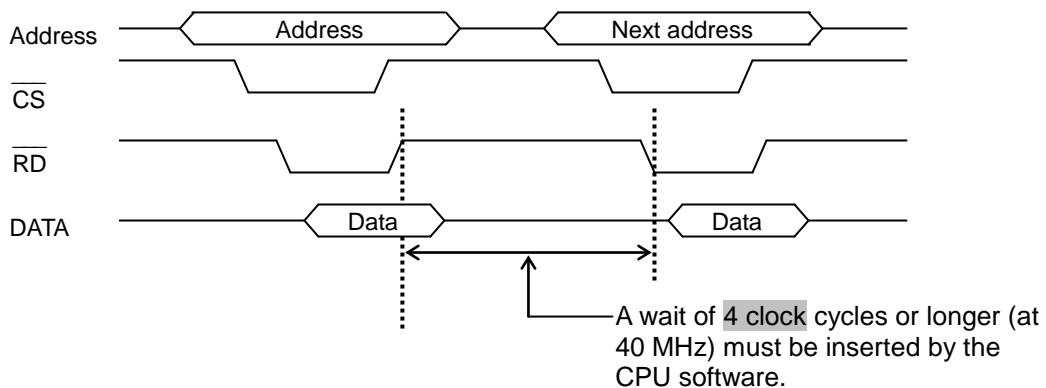 Address
Address
Next address
CS
RD
DATA
Data
Data
A wait of 4 clock cycles or longer (at
40 MHz) must be inserted by the
CPU software.